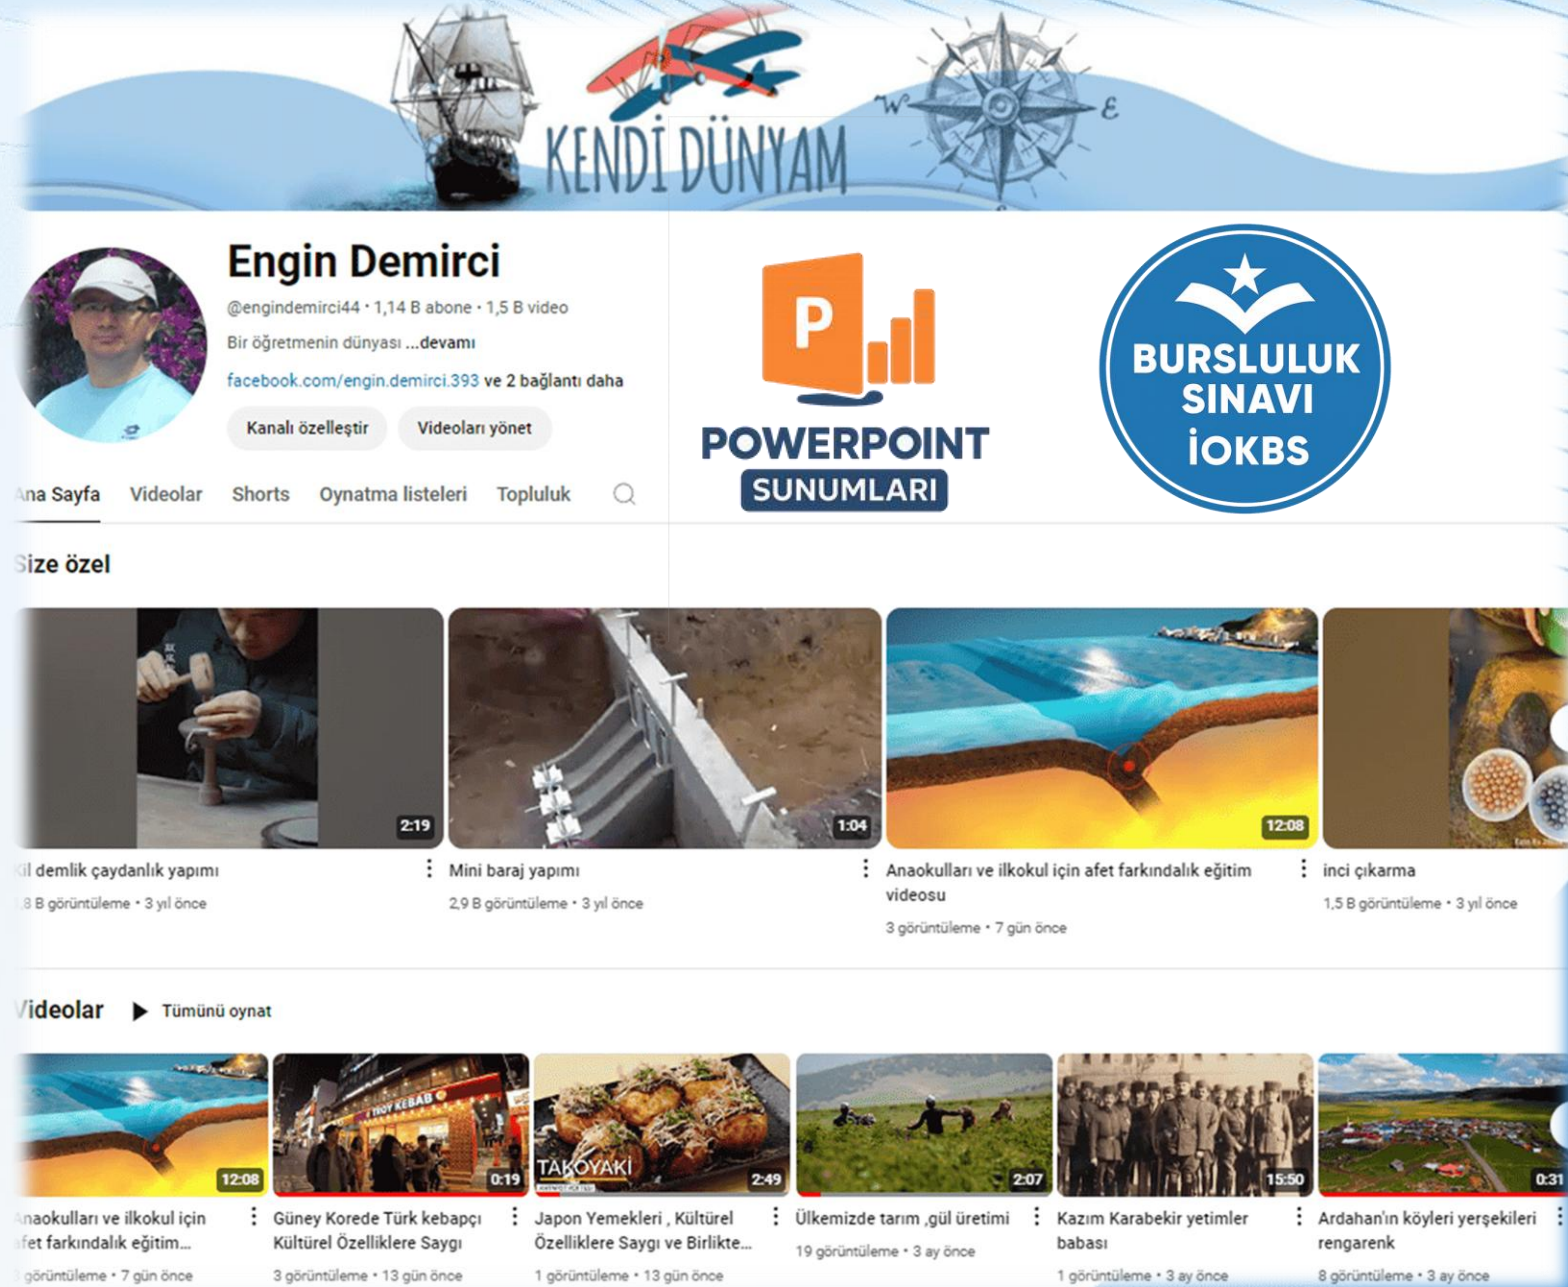 W
E
KENDİ DÜNYAM
Engin Demirci
@engindemirci44 • 1,14 B abone • 1,5 B video
Bir öğretmenin dünyası ...devamı
facebook.com/engin.demirci.393 ve 2 bağlantı daha
Kanalı özelleştir
Videoları yönet
P
POWERPOINT
SUNUMLARI
BURSLULUK
SINAVI
İOKBS
Ana Sayfa
Videolar
Shorts
Oynatma listeleri
Topluluk
Size özel
2:19
1:04
12:08
Kil demlik çaydanlık yapımı
Mini baraj yapımı
Anaokulları ve ilkokul için afet farkındalık eğitim
videosu
inci çıkarma
,8 B görüntüleme • 3 yıl önce
2,9 B görüntüleme • 3 yıl önce
3 görüntüleme • 7 gün önce
1,5 B görüntüleme • 3 yıl önce
Videolar
Tümünü oynat
12:08
TROY KEBAB
0:19
TAKOYAKİ
2:49
2:07
15:50
0:31
Anaokulları ve ilkokul için
afet farkındalık eğitim...
görüntüleme • 7 gün önce
Güney Korede Türk kebapçı
Kültürel Özelliklere Saygı
3 görüntüleme • 13 gün önce
Japon Yemekleri , Kültürel
Özelliklere Saygı ve Birlikte...
1 görüntüleme • 13 gün önce
Ülkemizde tarım ,gül üretimi
19 görüntüleme • 3 ay önce
Kazım Karabekir yetimler
babası
1 görüntüleme • 3 ay önce
Ardahan'ın köyleri yerşekileri
rengarenk
8 görüntüleme • 3 ay önce